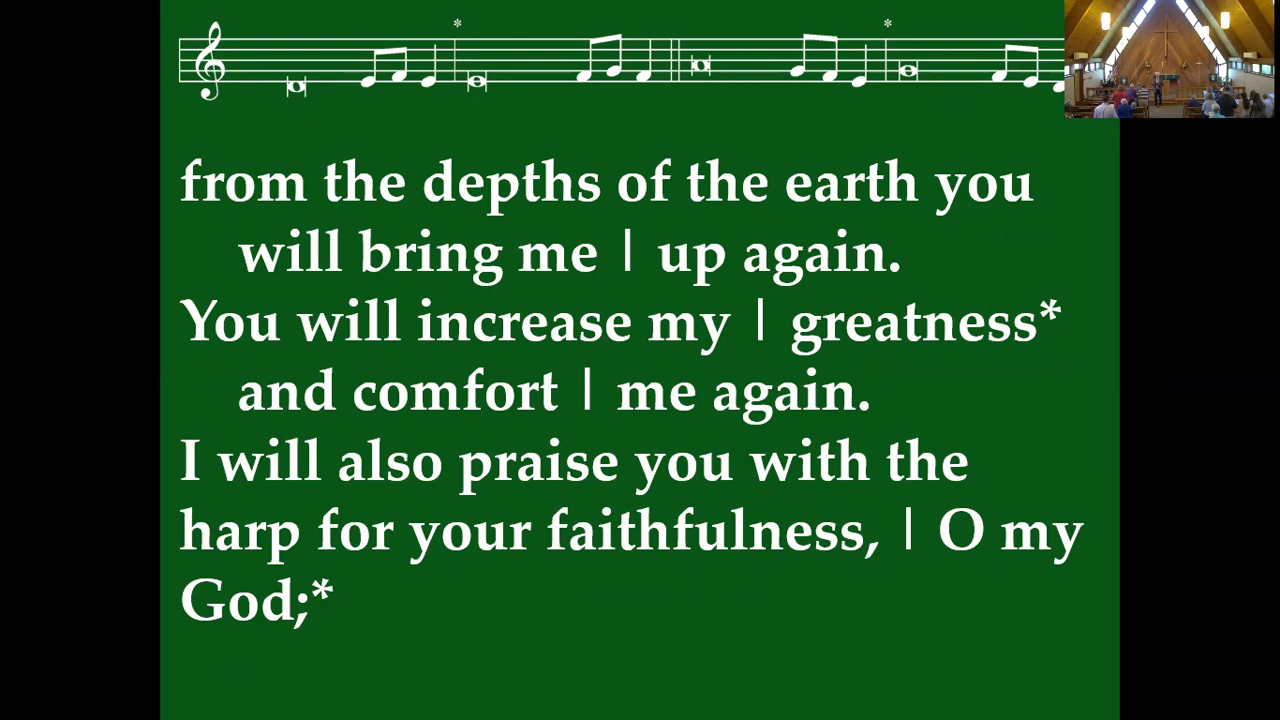 * *
from the depths of the earth you
will bring me | up again.
You will increase my | greatness*
and comfort | me again.
I will also praise you with the
harp for your faithfulness, | O my
God;*